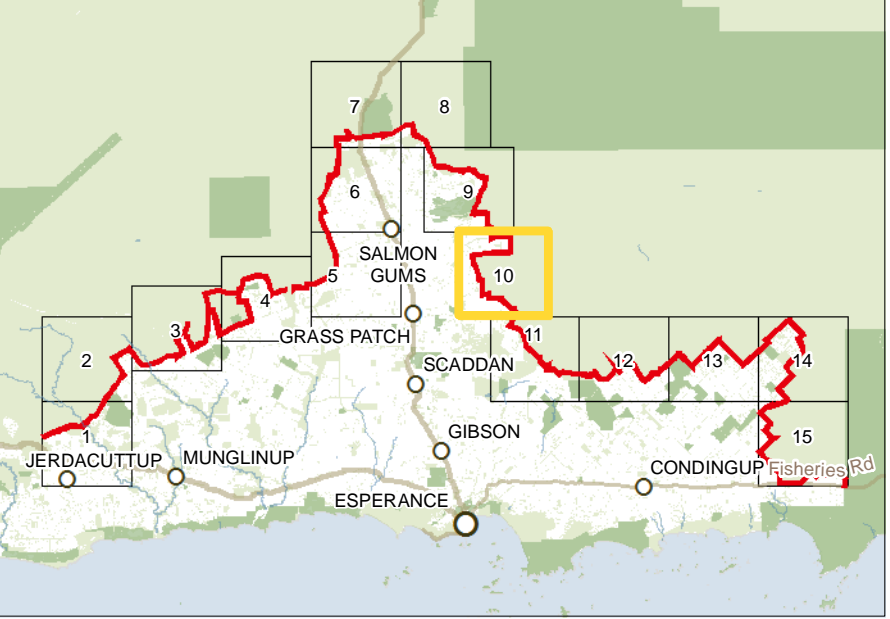 7
8
6
9
SALMON
GUMS
5
10
4
3
GRASS PATCH
11
2
12
13
14
SCADDAN
1
GIBSON
15
JERDACUTTUP
MUNGLINUP
CONDINGUP
Fisheries Rd
ESPERANCE